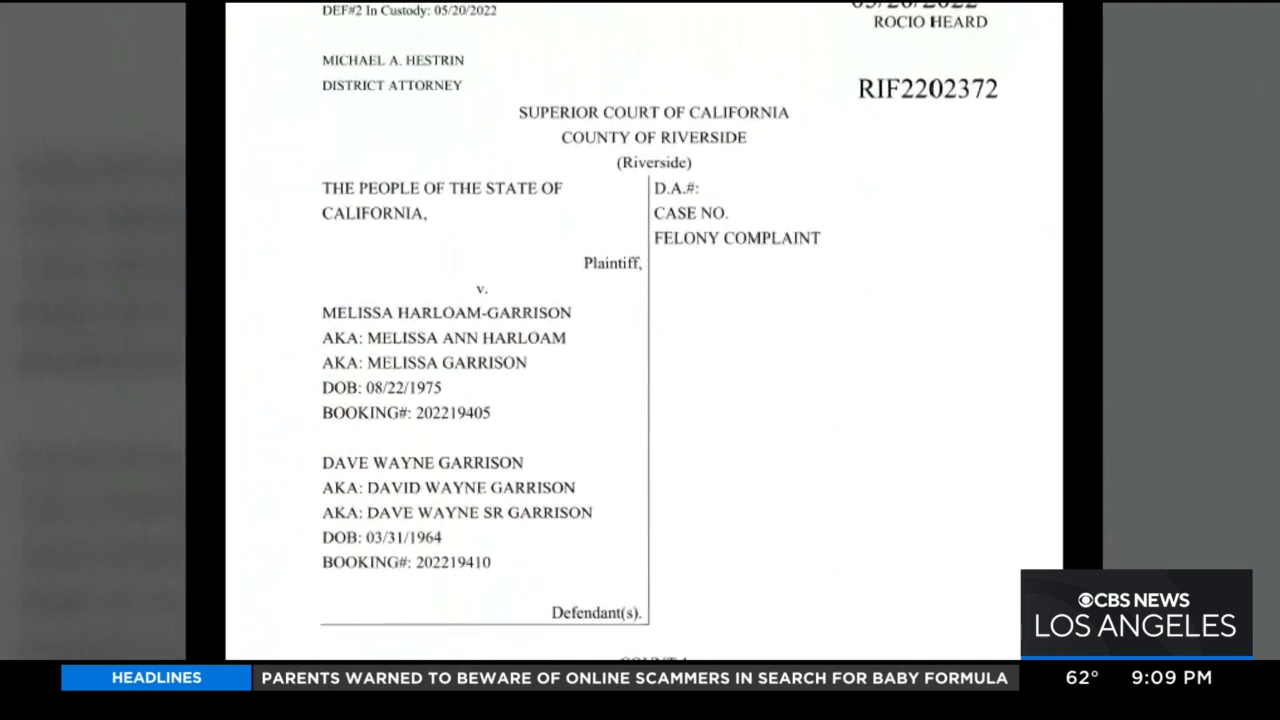 DEF#2 In Custody: 05/20/2022
05/20/2022
ROCIO HEARD
MICHAEL A. HESTRIN
DISTRICT ATTORNEY
RIF2202372
SUPERIOR COURT OF CALIFORNIA
COUNTY OF RIVERSIDE
(Riverside)
THE PEOPLE OF THE STATE OF
CALIFORNIA,
Plaintiff,
v.
MELISSA HARLOAM-GARRISON
AKA: MELISSA ANN HARLOAM
AKA: MELISSA GARRISON
DOB: 08/22/1975
BOOKING#: 202219405
DAVE WAYNE GARRISON
AKA: DAVID WAYNE GARRISON
AKA: DAVE WAYNE SR GARRISON
DOB: 03/31/1964
BOOKING#: 202219410
Defendant(s).
D.A.#:
CASE NO.
FELONY COMPLAINT
CBS NEWS
LOS ANGELES
HEADLINES
PARENTS WARNED TO BEWARE OF ONLINE SCAMMERS IN SEARCH FOR BABY FORMULA
62° 9:09 PM